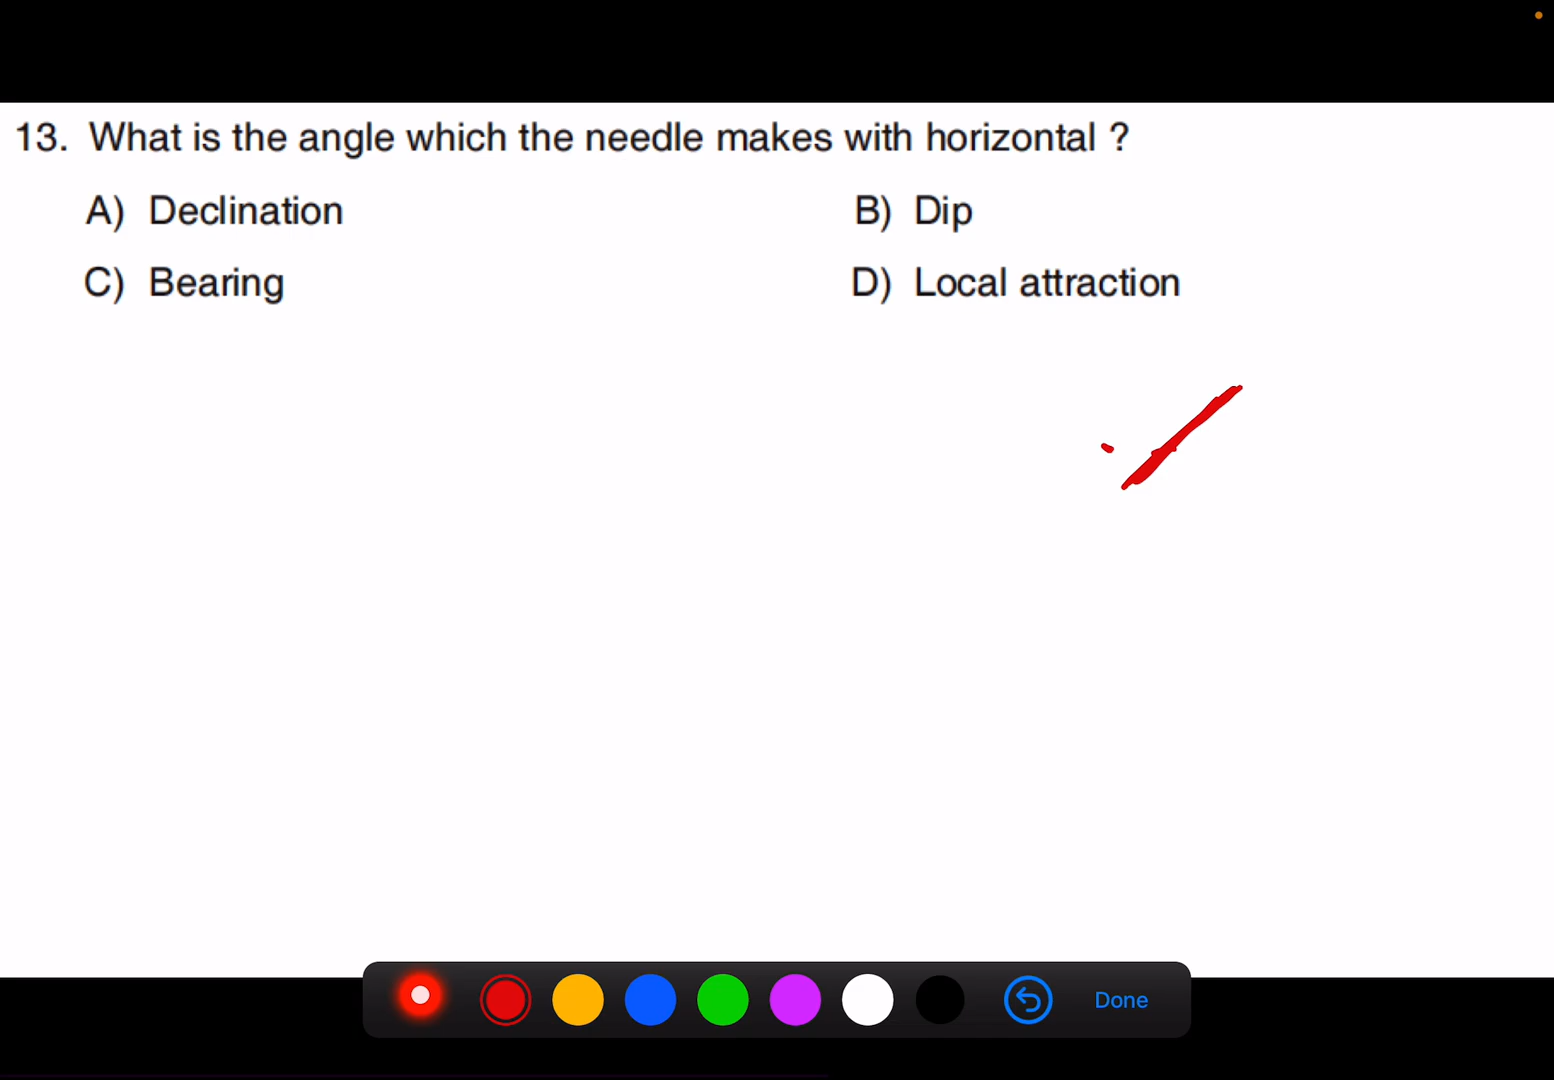 13. What is the angle which the needle makes with horizontal ?
A) Declination B) Dip
C) Bearing D) Local attraction
Done